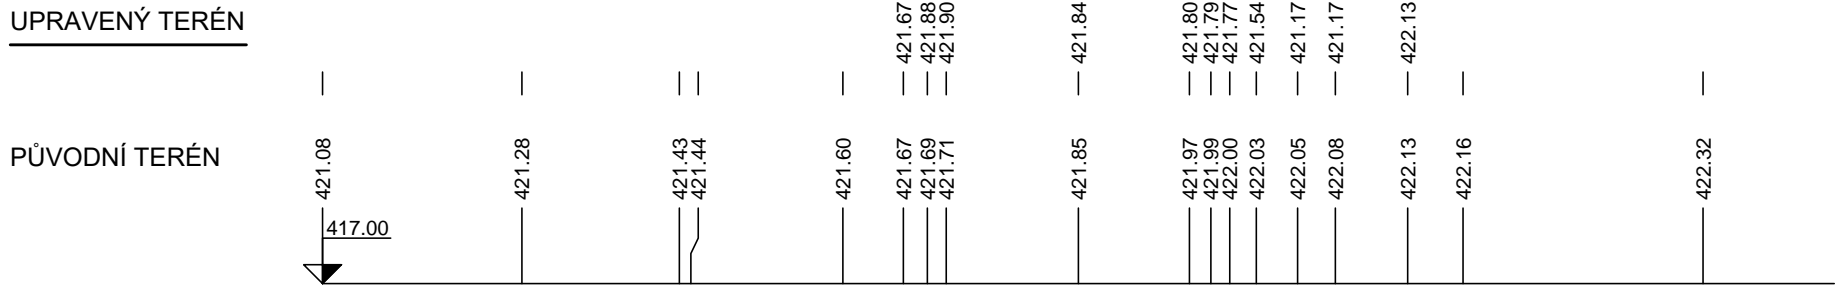 UPRAVENÝ TERÉN
421.67 421.88 421.90 421.84 421.80 421.79 421.77 421.54 421.17 421.17 422.13
PŮVODNÍ TERÉN
421.08 421.28 421.43 421.44 421.60 421.67 421.69 421.71 421.85 421.97 421.99 422.00 422.03 422.05 422.08 422.13 422.16 422.32
417.00